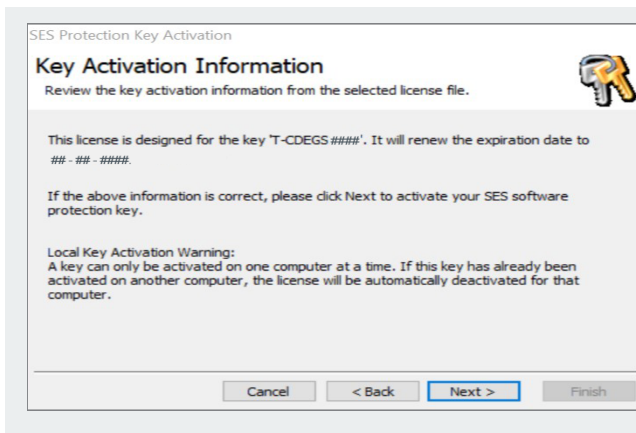 SES Protection Key Activation
Key Activation Information
Review the key activation information from the selected license file.
This license is designed for the key 'T-CDEGS ####'. It will renew the expiration date to
## - ## - ####.
If the above information is correct, please click Next to activate your SES software
protection key.
Local Key Activation Warning:
A key can only be activated on one computer at a time. If this key has already been
activated on another computer, the license will be automatically deactivated for that
computer.
Cancel < Back Next > Finish